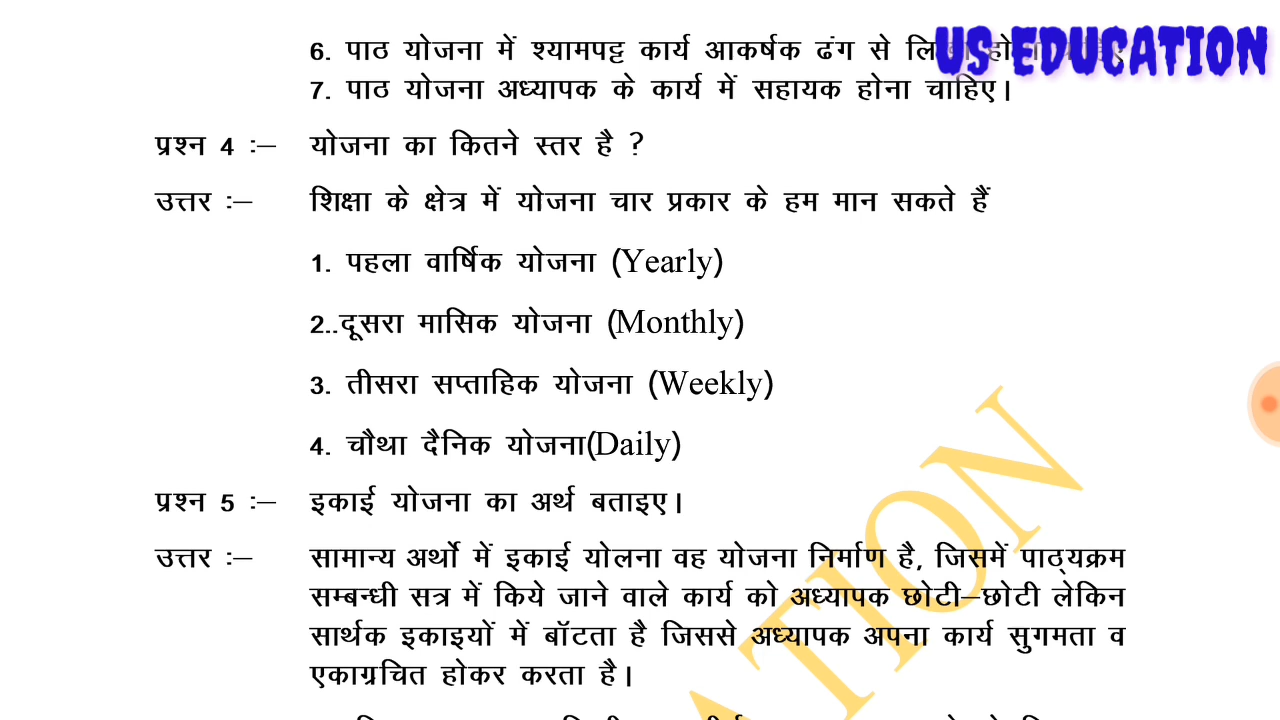 6. पाठ योजना में श्यामपट्ट कार्य आकर्षक ढंग से
US EDUCATION
7. पाठ योजना अध्यापक के कार्य में सहायक होना चाहिए।
प्रश्न 4 :– योजना का कितने स्तर है ?
उत्तर :– शिक्षा के क्षेत्र में योजना चार प्रकार के हम मान सकते हैं
1. पहला वार्षिक योजना (Yearly)
2..दूसरा मासिक योजना (Monthly)
3. तीसरा सप्ताहिक योजना (Weekly)
4. चौथा दैनिक योजना(Daily)
प्रश्न 5 :– इकाई योजना का अर्थ बताइए।
उत्तर :– सामान्य अर्थो में इकाई योलना वह योजना निर्माण है, जिसमें पाठ्यक्रम
सम्बन्धी सत्र में किये जाने वाले कार्य को अध्यापक छोटी–छोटी लेकिन
सार्थक इकाइयों में बॉटता है जिससे अध्यापक अपना कार्य सुगमता व
एकाग्रचित होकर करता है।
ATION